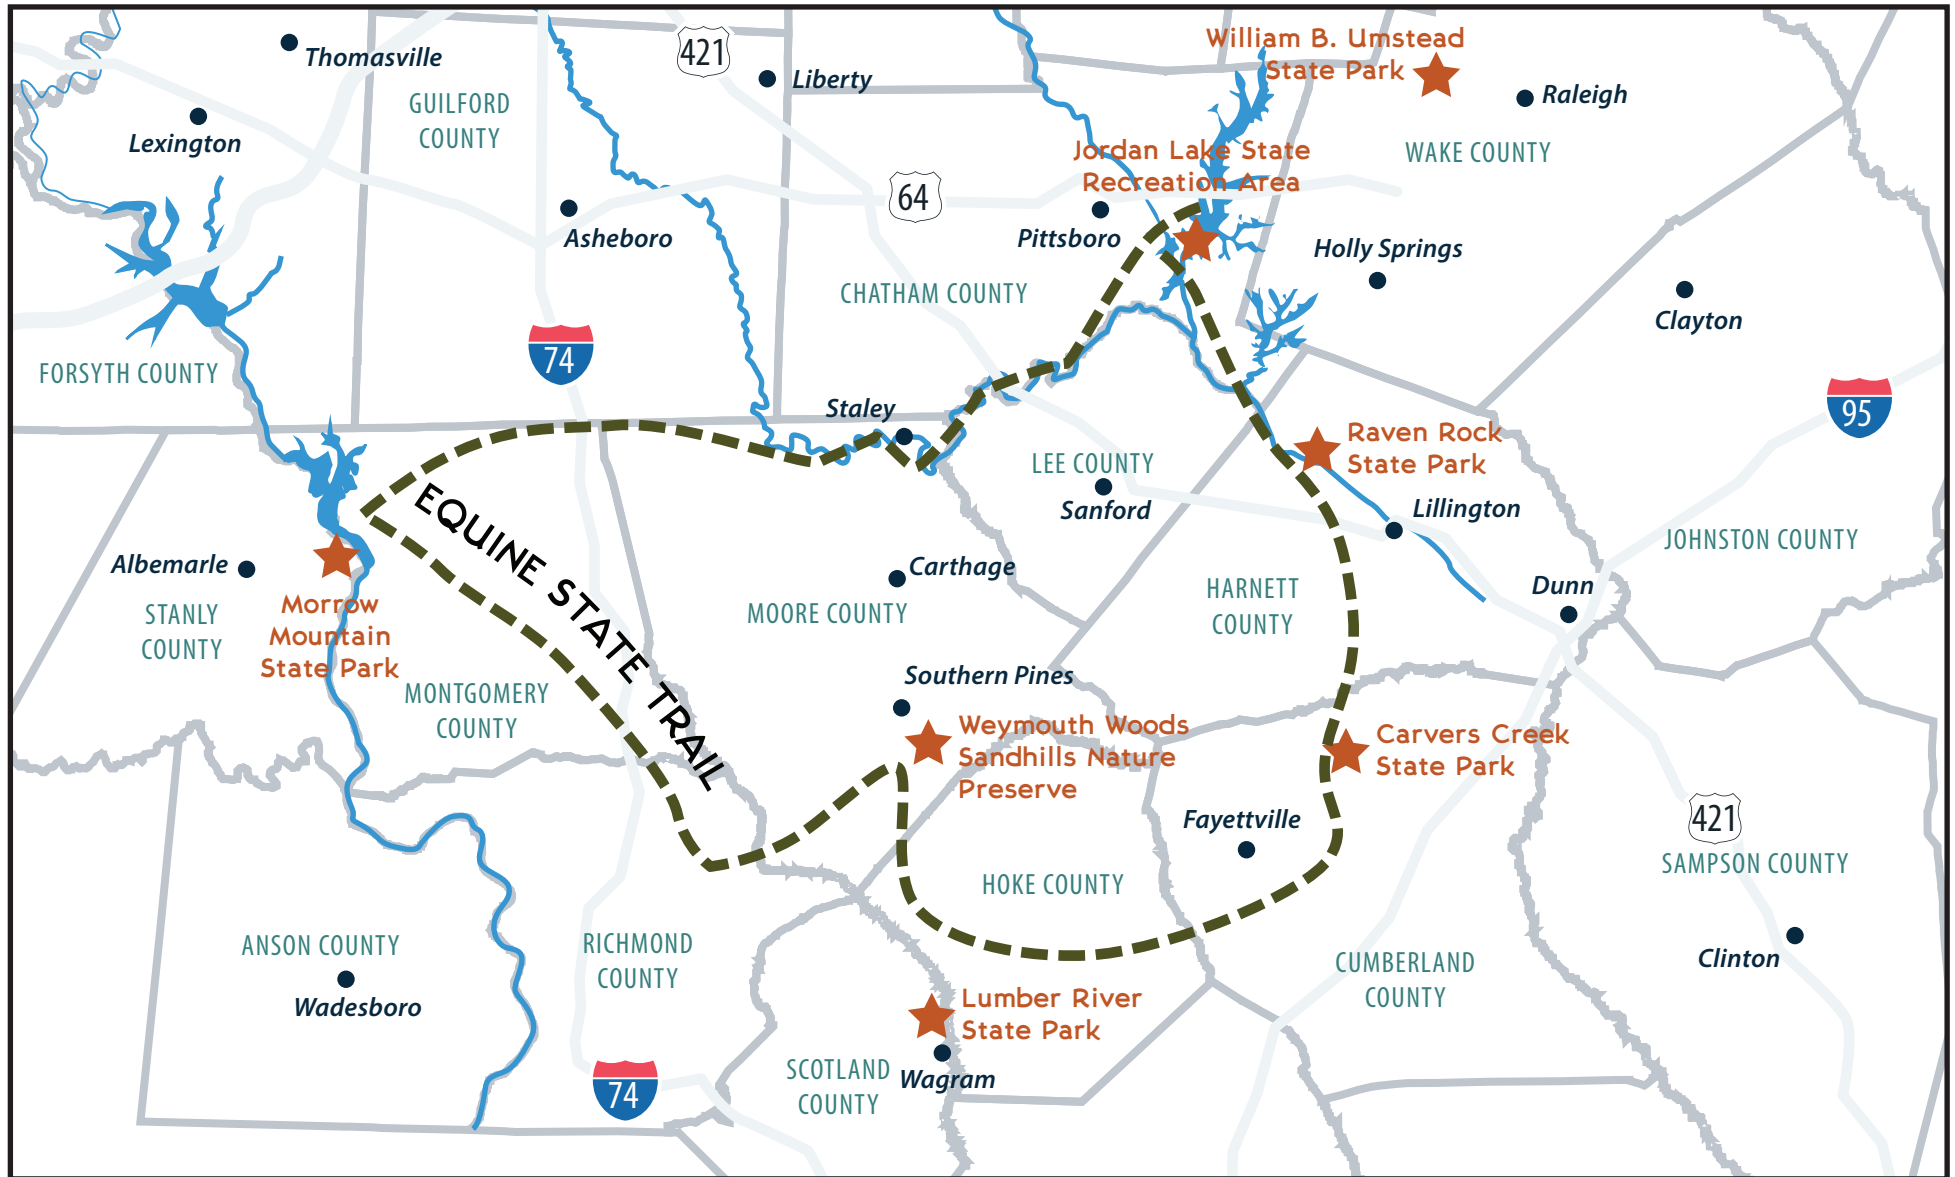 William B. Umstead
State Park
421
Thomasville
Liberty
Raleigh
GUILFORD
COUNTY
Lexington
Jordan Lake State
Recreation Area
WAKE COUNTY
64
Asheboro
Pittsboro
Holly Springs
CHATHAM COUNTY
Clayton
74
FORSYTH COUNTY
Staley
95
Raven Rock
State Park
LEE COUNTY
Sanford
Lillington
EQUINE STATE TRAIL
JOHNSTON COUNTY
Albemarle
Carthage
Dunn
HARNETT
COUNTY
STANLY
COUNTY
Morrow
Mountain
State Park
MOORE COUNTY
MONTGOMERY
COUNTY
Southern Pines
Weymouth Woods
Sandhills Nature
Preserve
Carvers Creek
State Park
Fayettville
421
SAMPSON COUNTY
HOKE COUNTY
ANSON COUNTY
RICHMOND
COUNTY
Clinton
CUMBERLAND
COUNTY
Wadesboro
Lumber River
State Park
SCOTLAND
COUNTY
Wagram
74